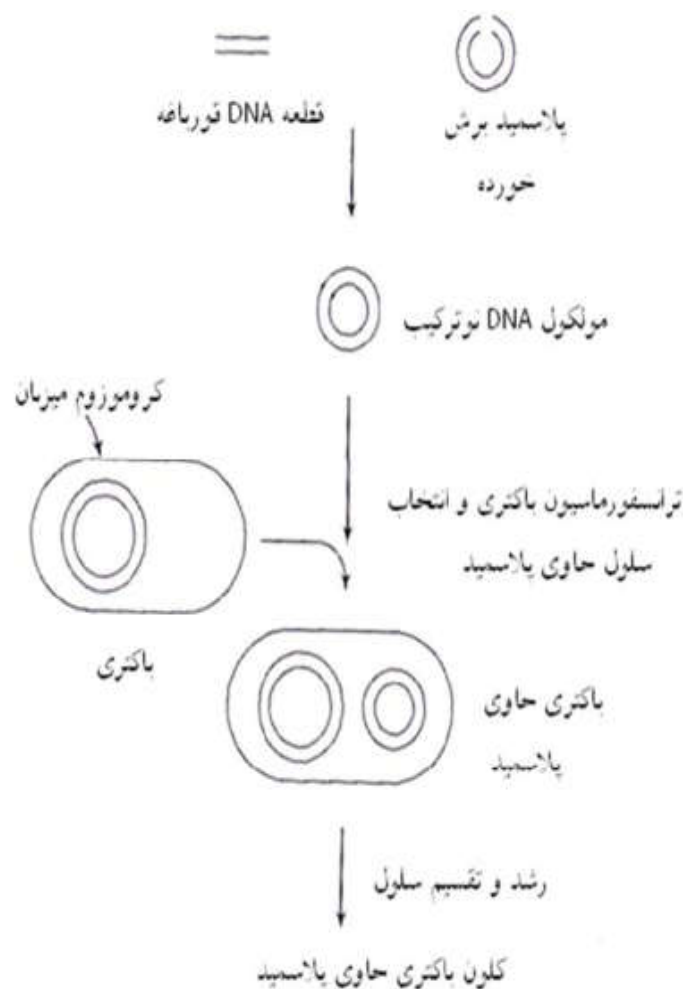 قطعه DNA قورباغه
پلاسمید برش
خورده
مولکول DNA نوترکیب
کروموزوم میزبان
ترانسفورماسیون باکتری و انتخاب
سلول حاوی پلاسمید
باکتری
باکتری حاوی
پلاسمید
رشد و تقسیم سلول
کلون باکتری حاوی پلاسمید